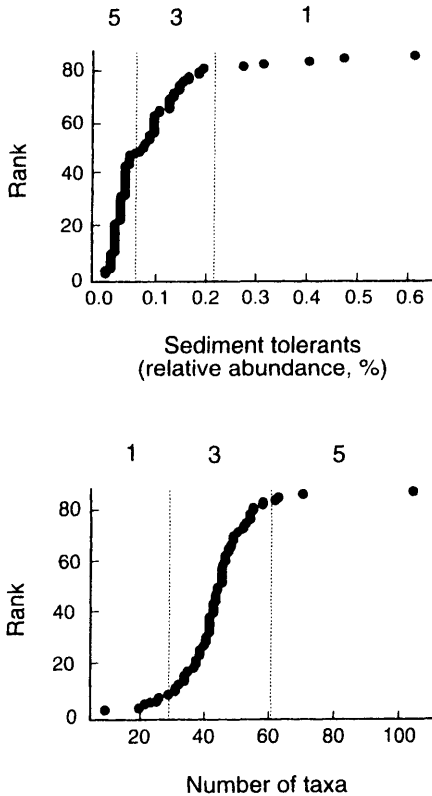 5 3 1
80
60
40
20
0
Rank
0.0 0.1 0.2 0.3 0.4 0.5 0.6
Sediment tolerants
(relative abundance, %)
1 3 5
80
60
40
20
0
Rank
20 40 60 80 100
Number of taxa